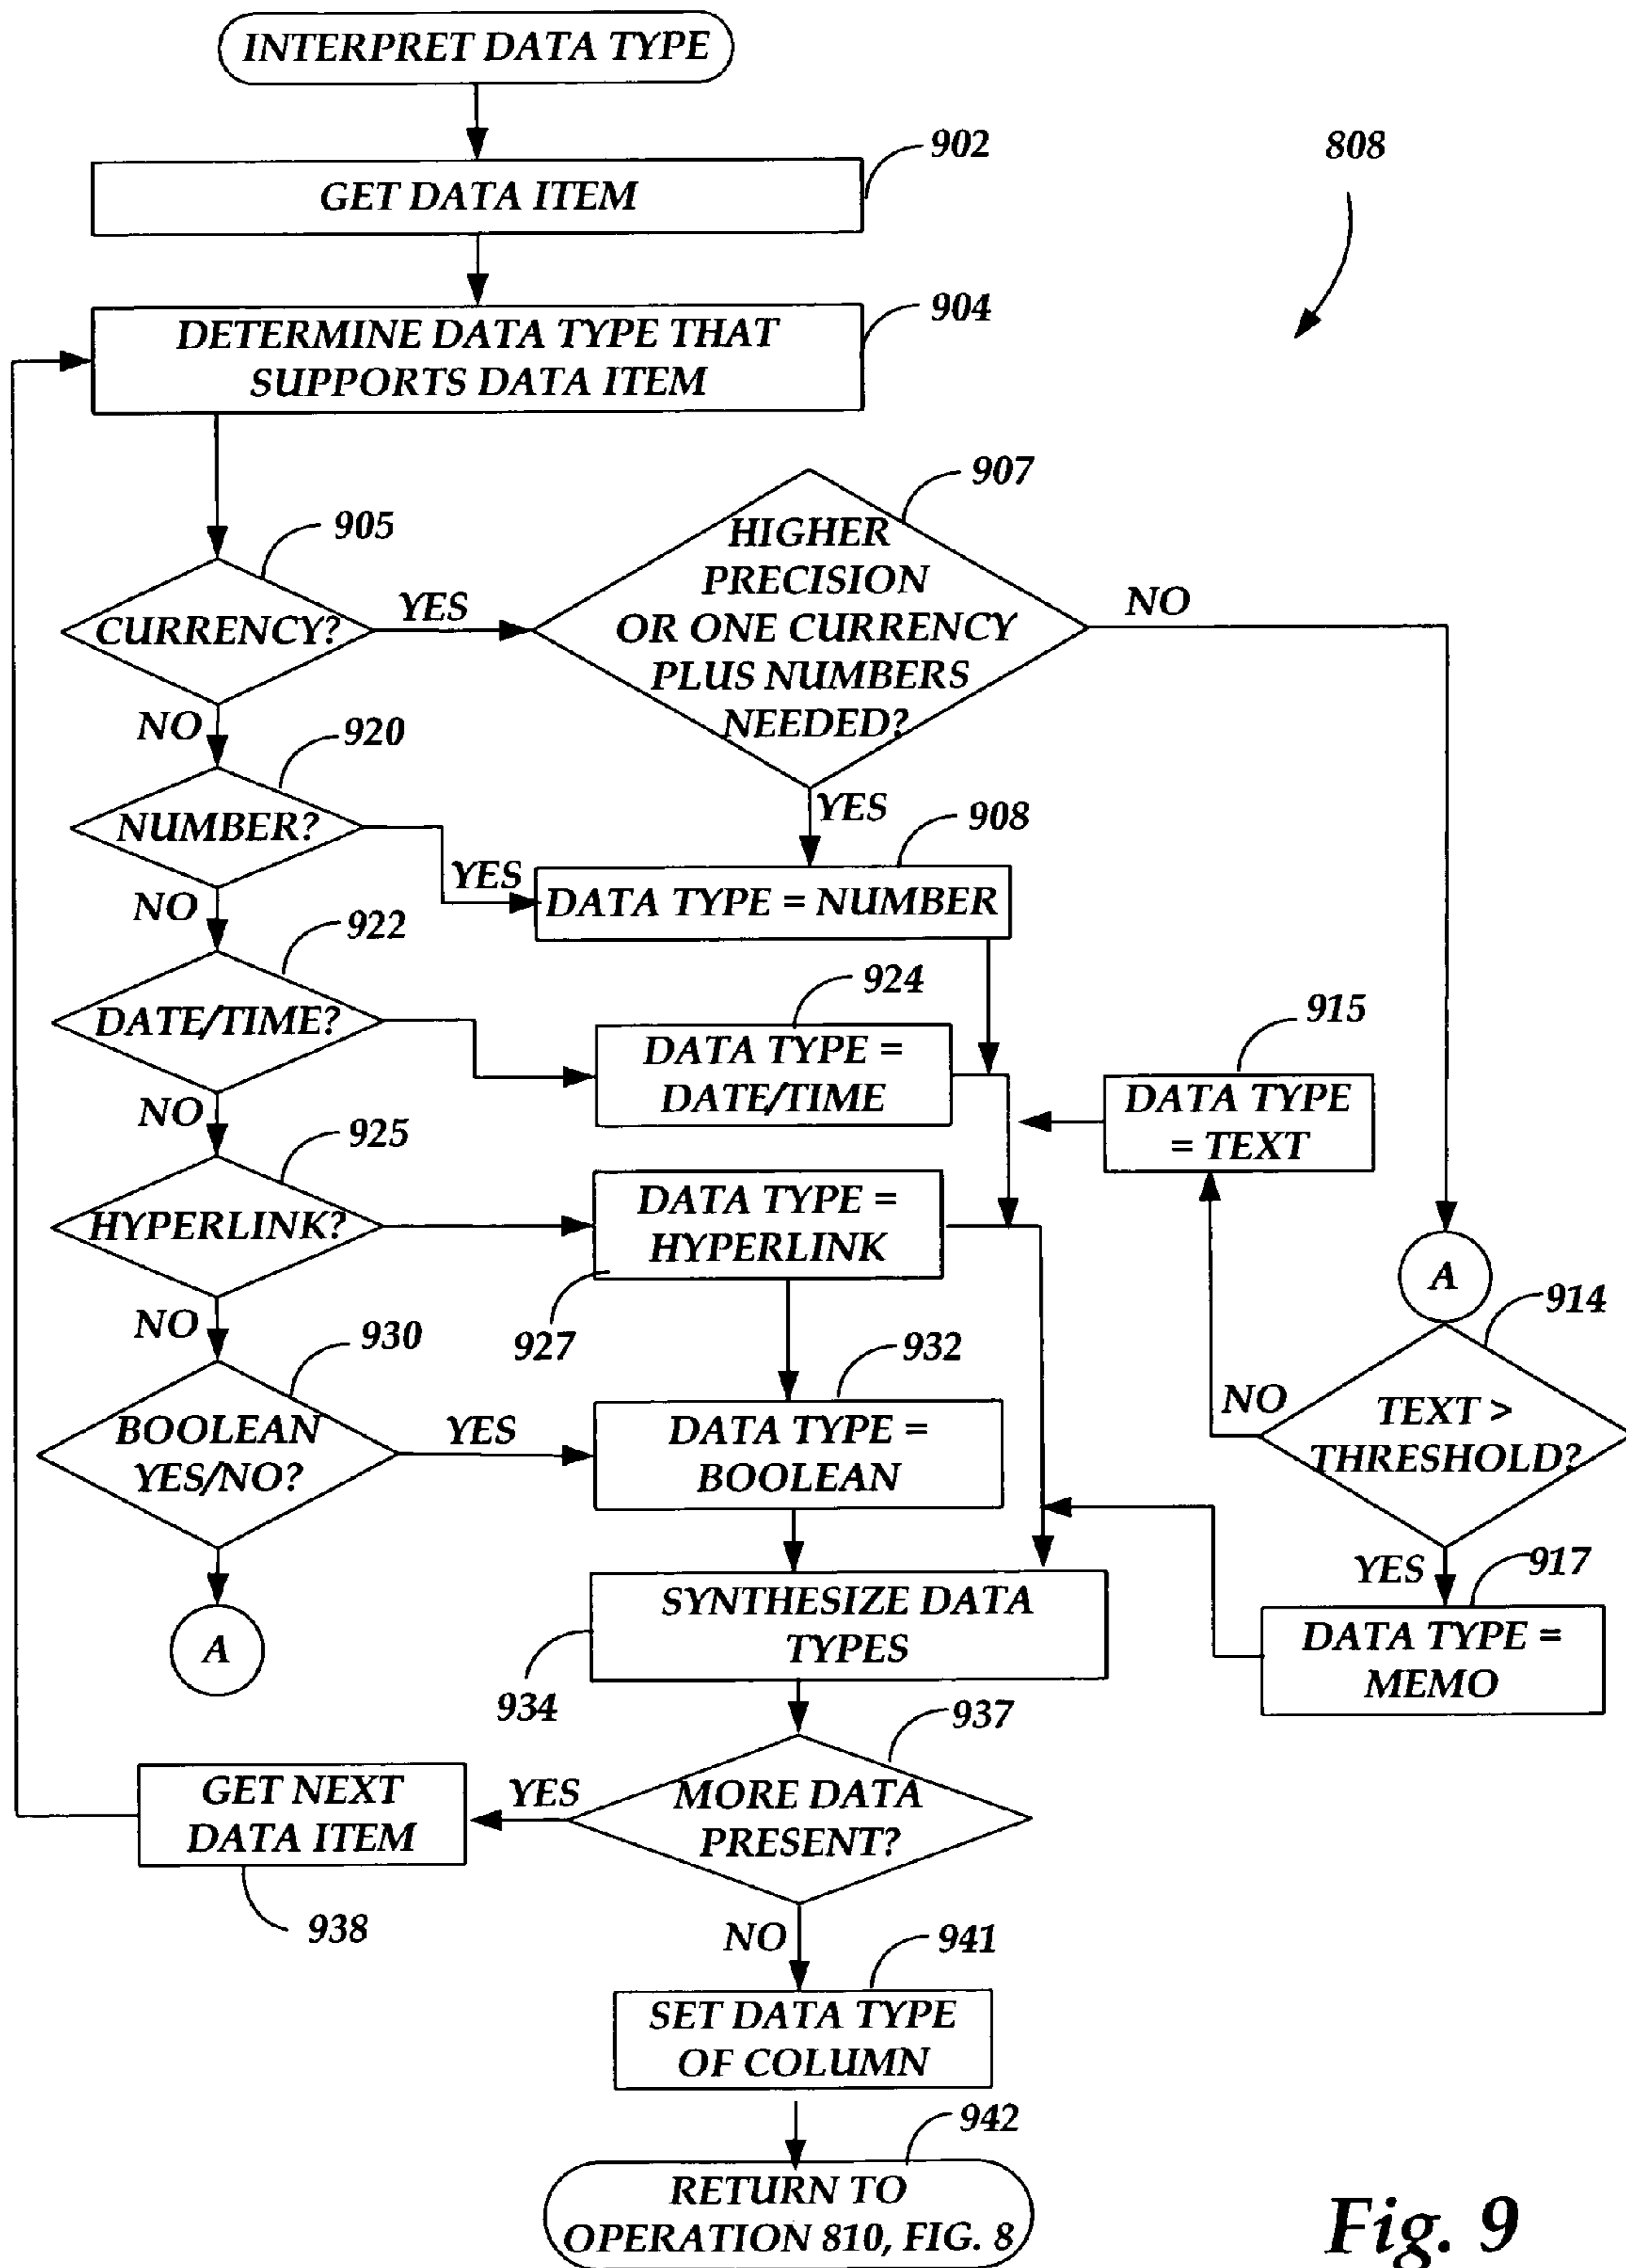 INTERPRET DATA TYPE
902
GET DATA ITEM
808
904
DETERMINE DATA TYPE THAT
SUPPORTS DATA ITEM
907
905
HIGHER
PRECISION
OR ONE CURRENCY
PLUS NUMBERS
NEEDED?
CURRENCY?
YES
NO
NO
920
NUMBER?
YES
YES
908
DATA TYPE = NUMBER
NO
922
DATE/TIME?
924
DATA TYPE =
DATE/TIME
915
DATA TYPE
= TEXT
NO
925
HYPERLINK?
DATA TYPE =
HYPERLINK
927
A
914
NO
930
932
BOOLEAN
YES/NO?
YES
DATA TYPE =
BOOLEAN
NO
TEXT >
THRESHOLD?
YES
917
DATA TYPE =
MEMO
A
SYNTHESIZE DATA
TYPES
934
937
GET NEXT
DATA ITEM
YES
MORE DATA
PRESENT?
938
NO
941
SET DATA TYPE
OF COLUMN
942
RETURN TO
OPERATION 810, FIG. 8
Fig. 9